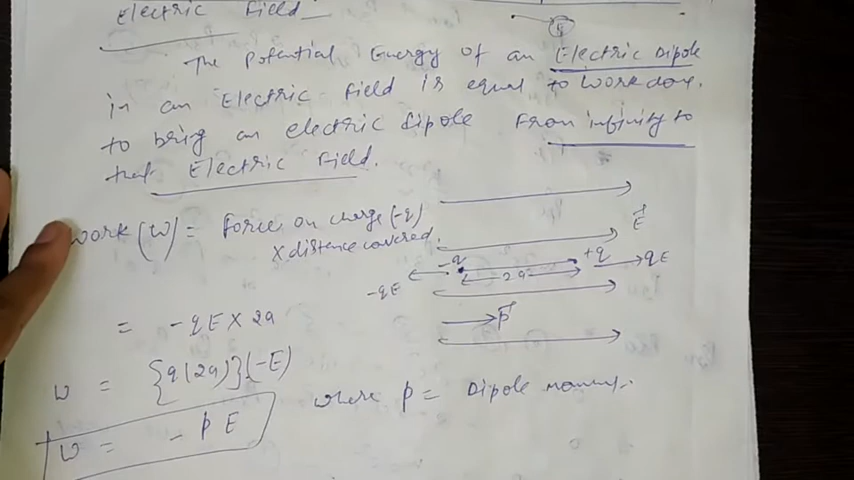 Electric Field
q
The Potential Energy of an Electric Dipole
in an Electric Field is equal to work done.
to bring an electric dipole From infinity to
that Electric Field.
Work (W) = Force on charge (-q)
x distance covered.
E
-q +q
-qE 2a qE
= -qE x 2a
P
W = {q(2a)}(-E)
where p = Dipole moment.
W = - P E